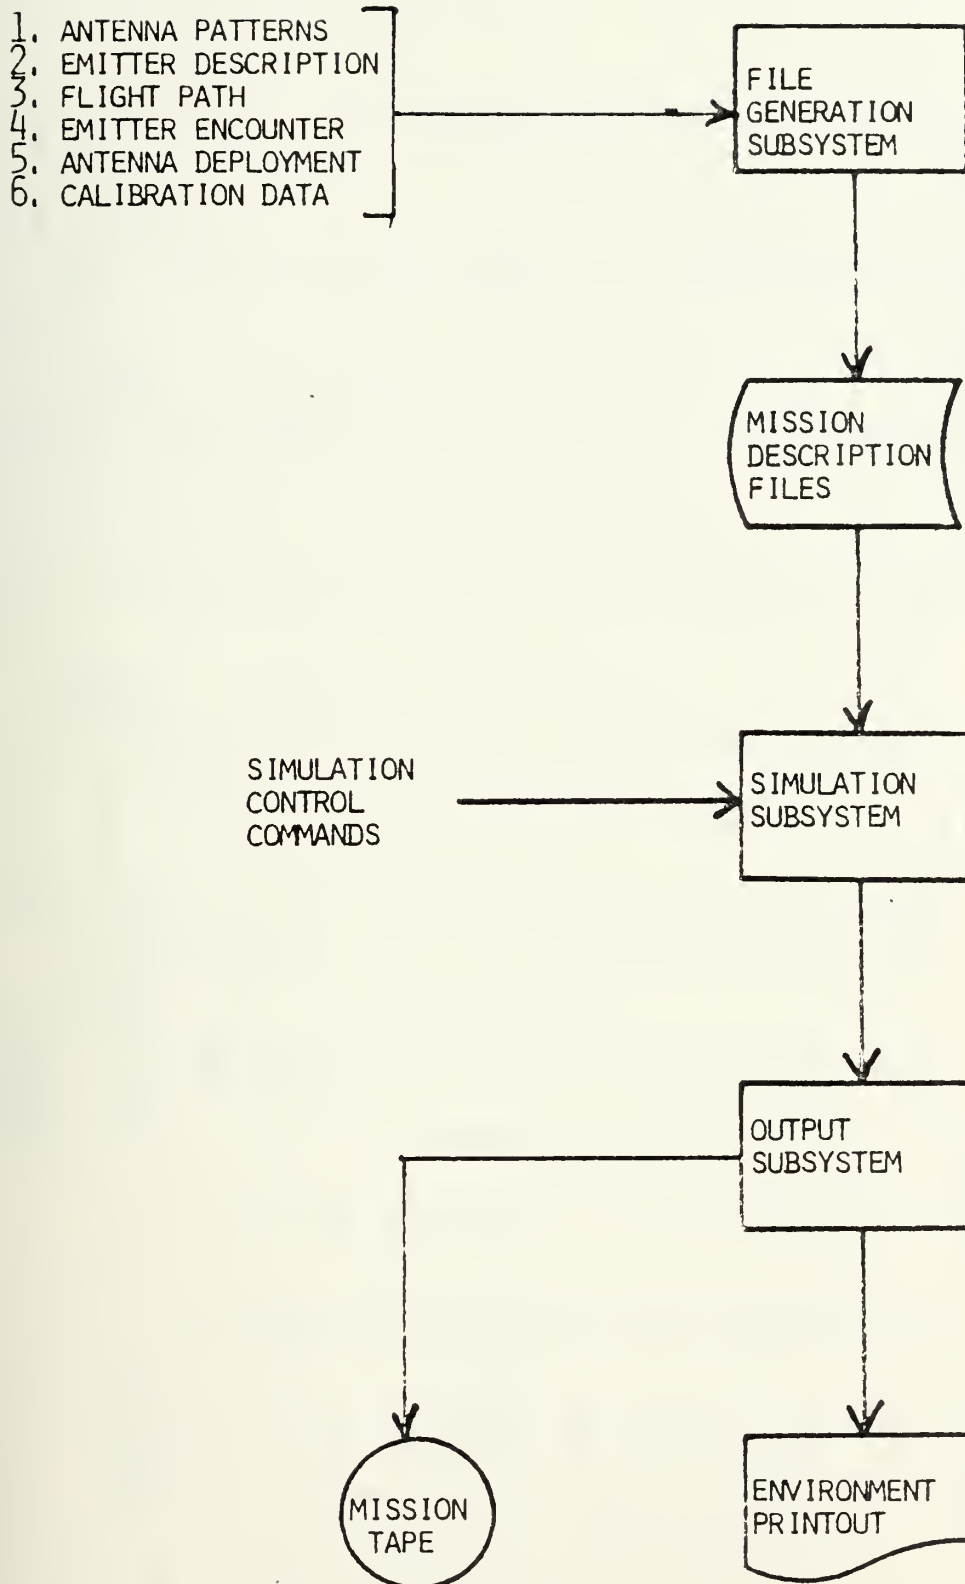 1. ANTENNA PATTERNS
2. EMITTER DESCRIPTION
3. FLIGHT PATH
4. EMITTER ENCOUNTER
5. ANTENNA DEPLOYMENT
6. CALIBRATION DATA
FILE
GENERATION
SUBSYSTEM
MISSION
DESCRIPTION
FILES
SIMULATION
CONTROL
COMMANDS
SIMULATION
SUBSYSTEM
OUTPUT
SUBSYSTEM
MISSION
TAPE
ENVIRONMENT
PRINTOUT